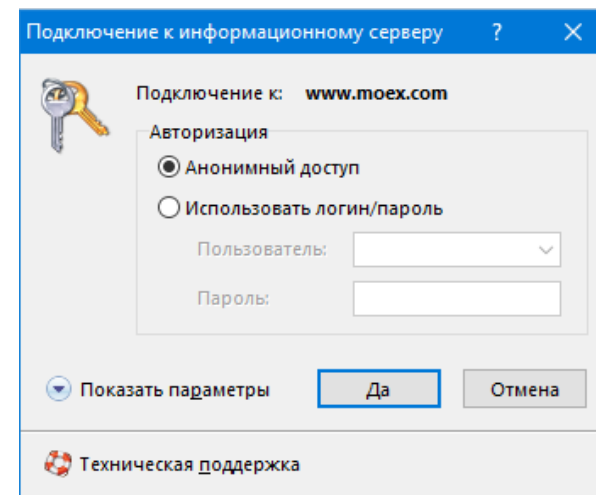 Подключение к информационному серверу ?
Подключение к: www.moex.com
Авторизация
Анонимный доступ
Использовать логин/пароль
Пользователь:
Пароль:
Показать параметры Да Отмена
Техническая поддержка